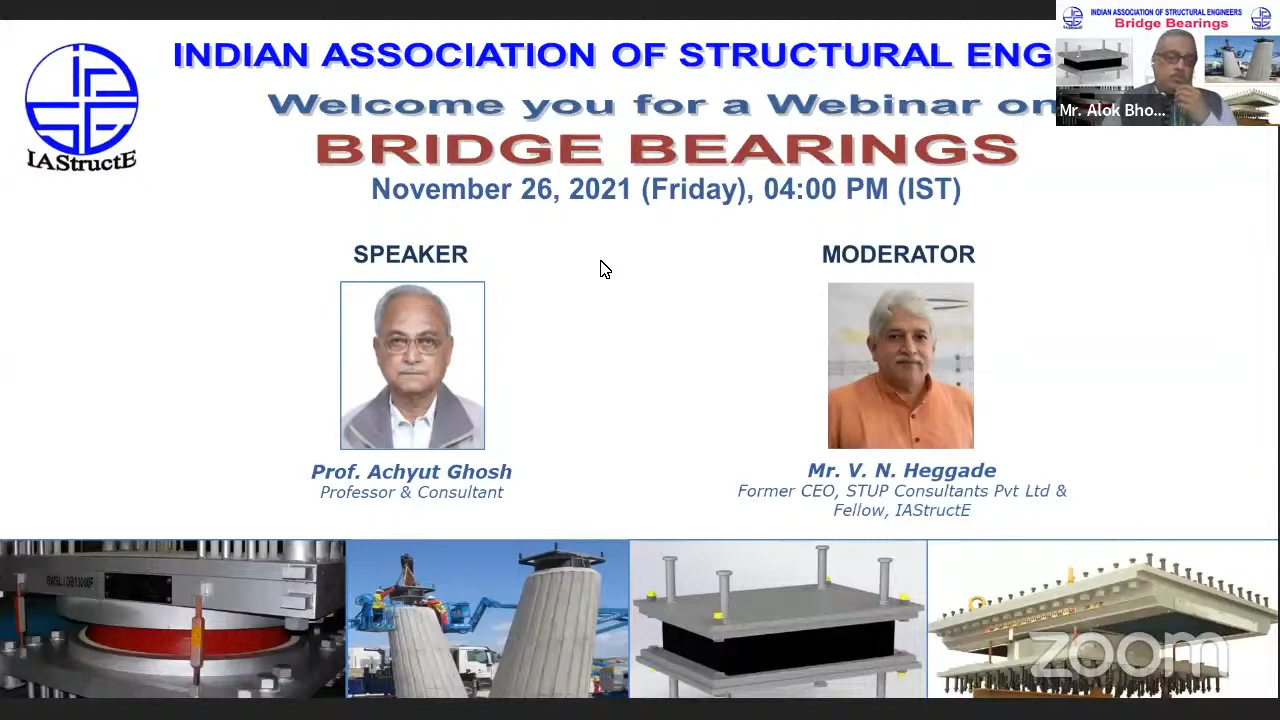 INDIAN ASSOCIATION OF STRUCTURAL ENG
Welcome you for a Webinar on
BRIDGE BEARINGS
November 26, 2021 (Friday), 04:00 PM (IST)
IAStructE
INDIAN ASSOCIATION OF STRUCTURAL ENGINEERS
Bridge Bearings
Mr. Alok Bho...
SPEAKER
MODERATOR
Prof. Achyut Ghosh
Professor & Consultant
Mr. V. N. Heggade
Former CEO, STUP Consultants Pvt Ltd &
Fellow, IAStructE
zoom